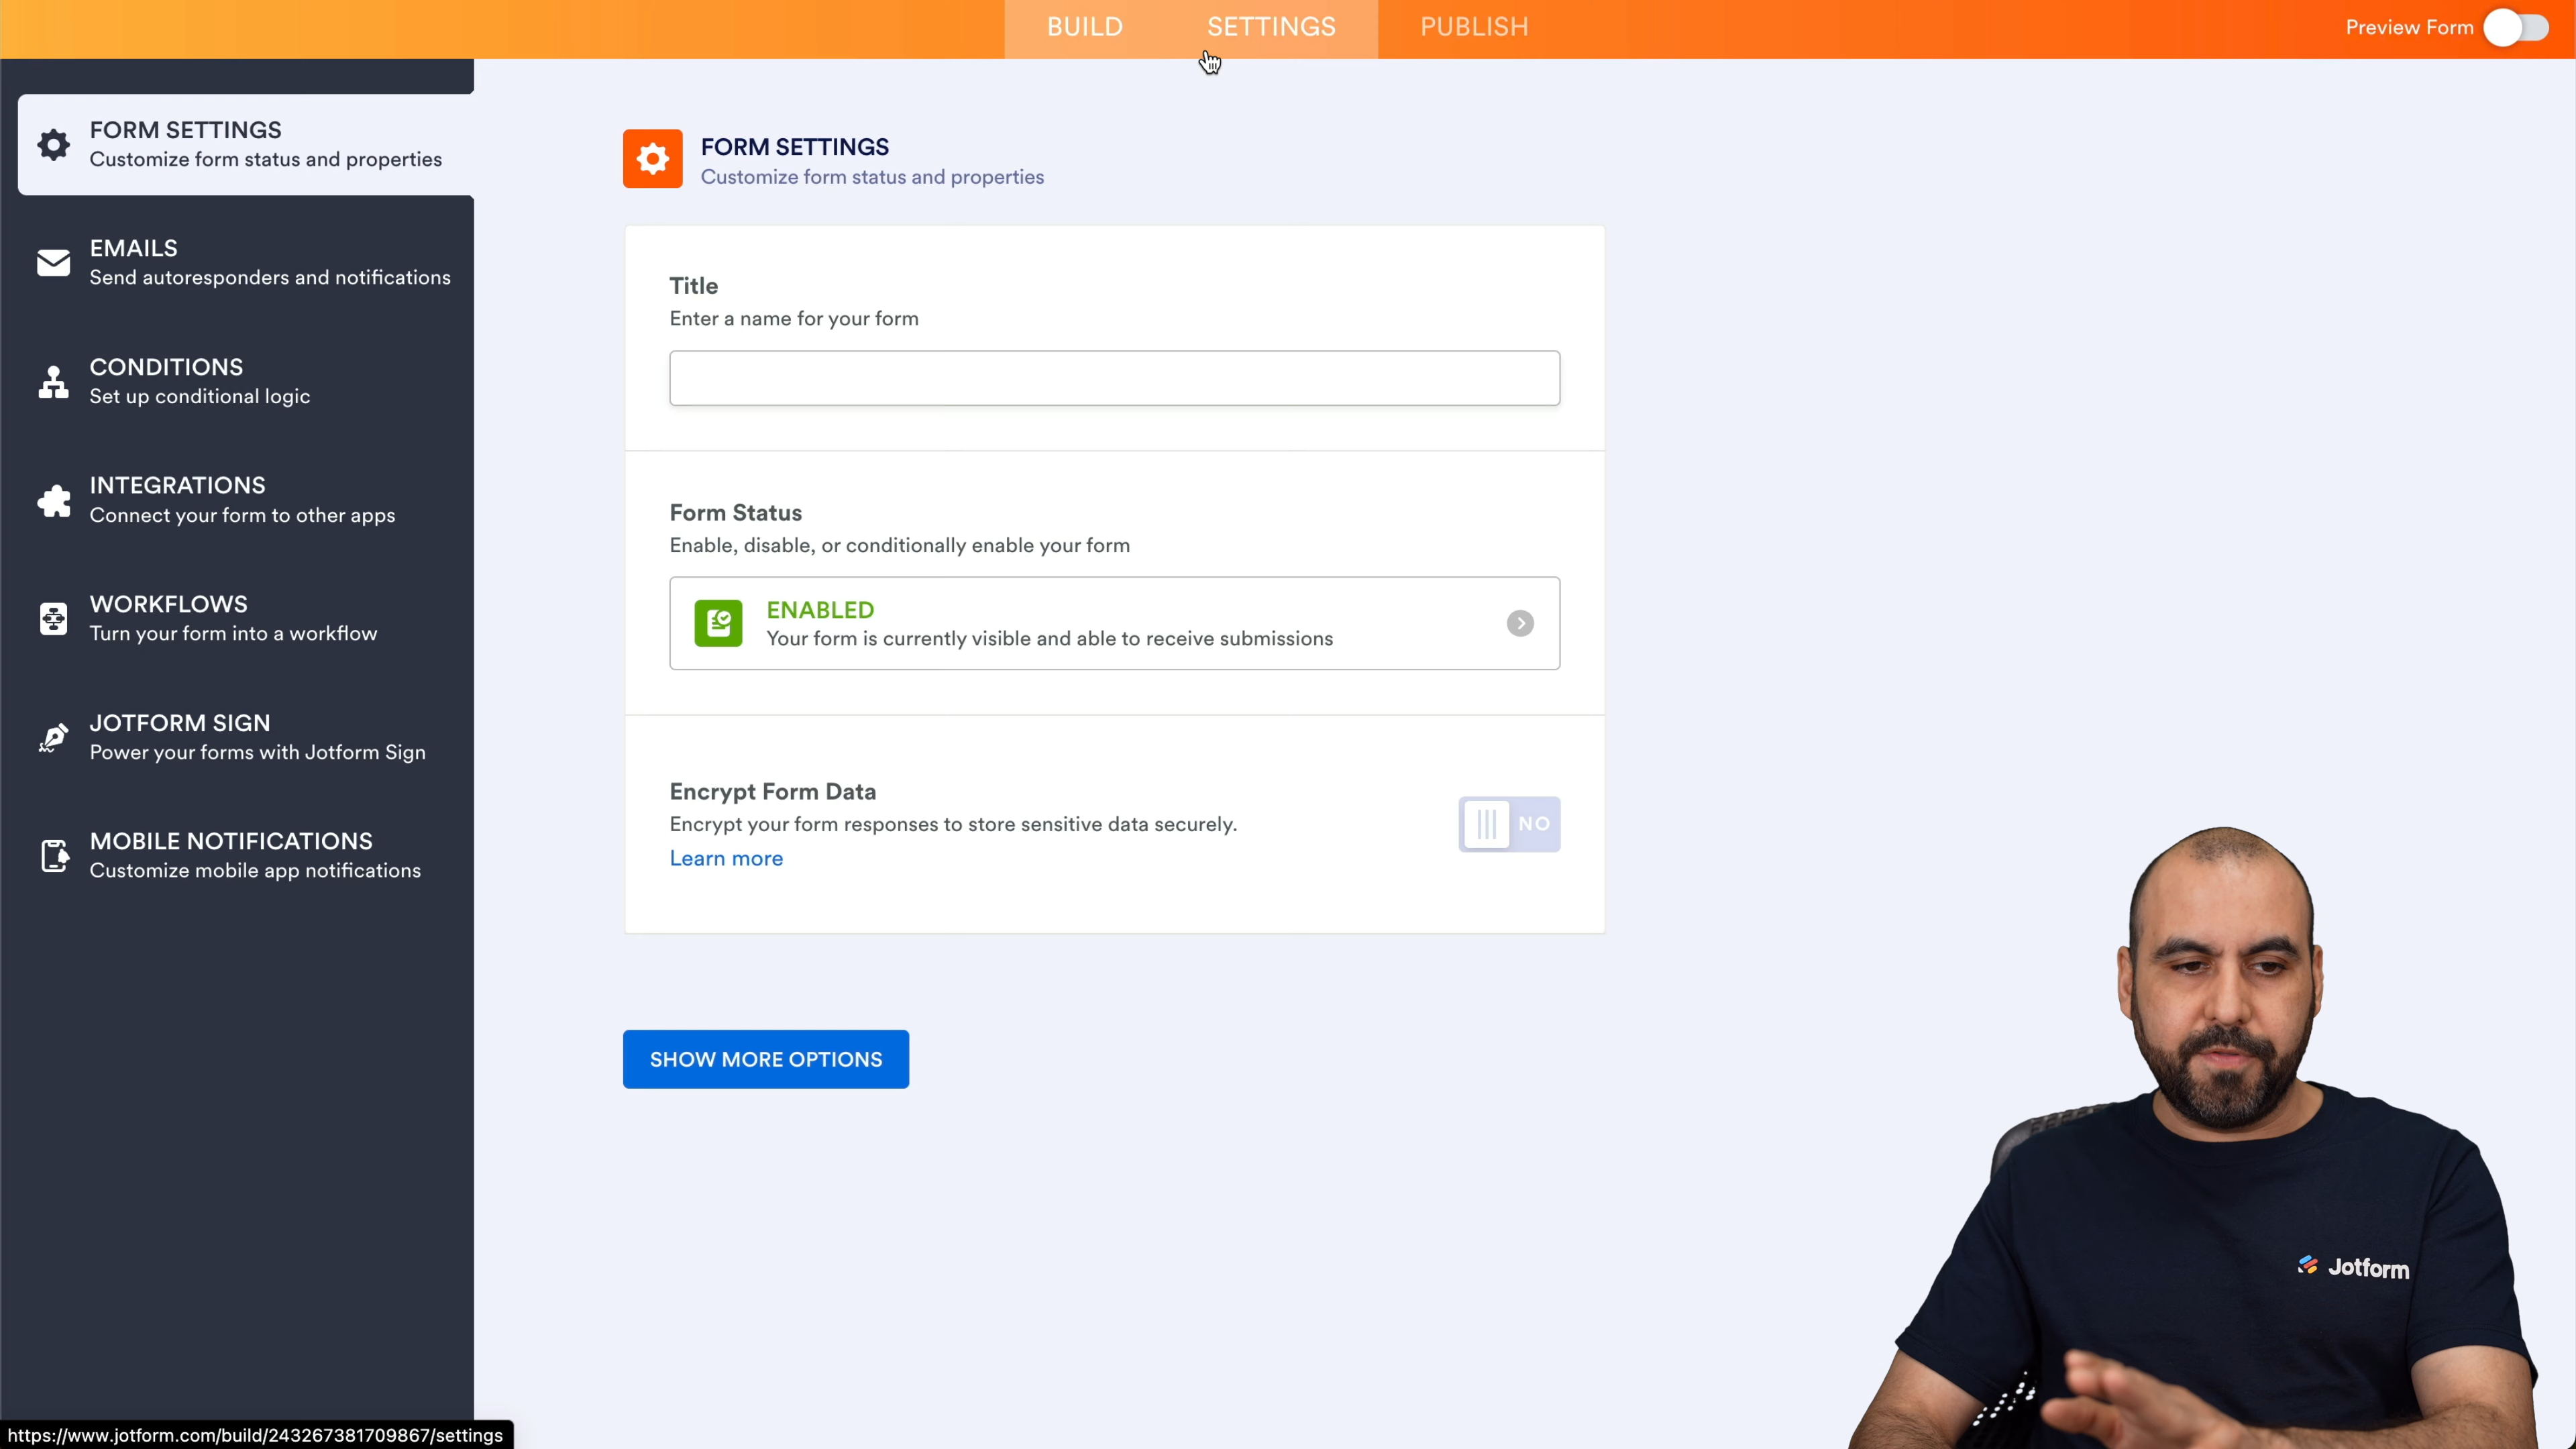 BUILD
SETTINGS
PUBLISH
Preview Form
FORM SETTINGS
Customize form status and properties
EMAILS
Send autoresponders and notifications
CONDITIONS
Set up conditional logic
INTEGRATIONS
Connect your form to other apps
WORKFLOWS
Turn your form into a workflow
JOTFORM SIGN
Power your forms with Jotform Sign
MOBILE NOTIFICATIONS
Customize mobile app notifications
FORM SETTINGS
Customize form status and properties
Title
Enter a name for your form
Form Status
Enable, disable, or conditionally enable your form
ENABLED
Your form is currently visible and able to receive submissions
Encrypt Form Data
Encrypt your form responses to store sensitive data securely.
Learn more
NO
SHOW MORE OPTIONS
Jotform
https://www.jotform.com/build/243267381709867/settings